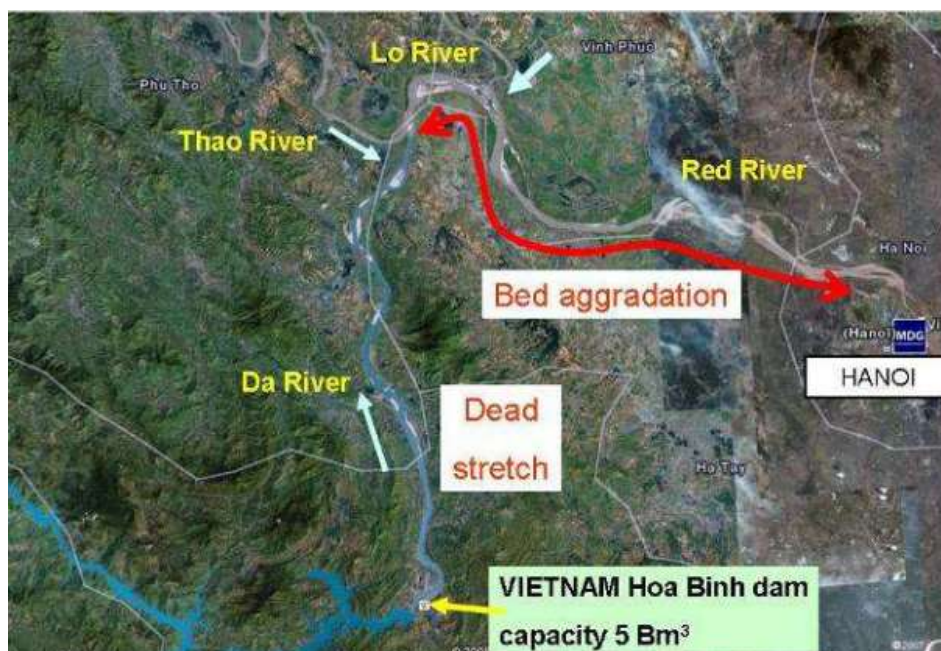 Lo River
Vinh Phuc
Phu Tho
Thao River
Red River
Ha Noi
Bed aggradation
(Hanoi)
MDG
HANOI
Da River
Dead
stretch
Ha Tay
VIETNAM Hoa Binh dam
capacity 5 Bm³